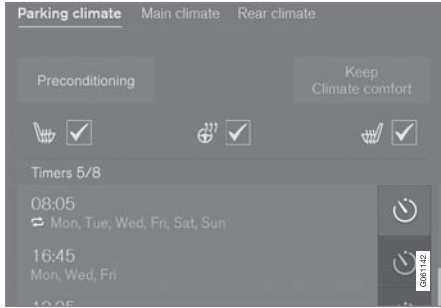 Parking climate Main climate Rear climate
Preconditioning
Keep
Climate comfort
Timers 5/8
08:05
Mon, Tue, Wed, Fri, Sat, Sun
16:45
Mon, Wed, Fri
G061142